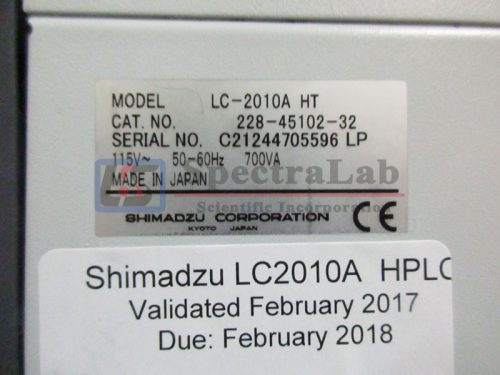 MODEL LC-2010A HT
CAT. NO. 228-45102-32
SERIAL NO. C21244705596 LP
115V~ 50-60Hz 700VA
MADE IN JAPAN
SpectraLab
Scientific Incorporation
SHIMADZU CORPORATION
KYOTO JAPAN
CE
Shimadzu LC2010A HPLC
Validated February 2017
Due: February 2018